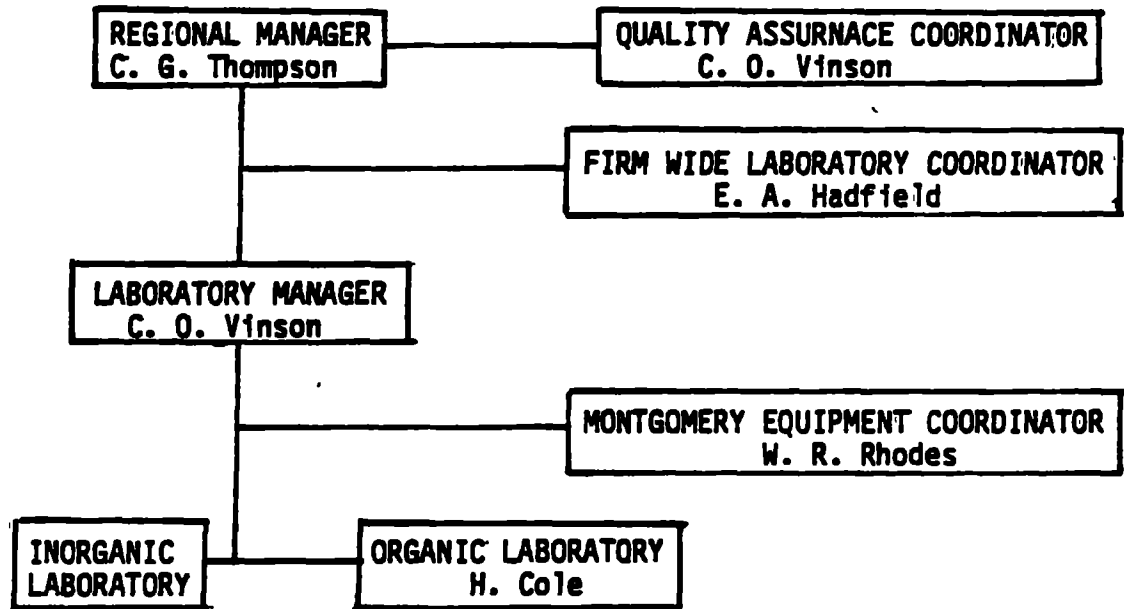 REGIONAL MANAGER
C. G. Thompson
QUALITY ASSURNACE COORDINATOR
C. O. Vinson
FIRM WIDE LABORATORY COORDINATOR
E. A. Hadfield
LABORATORY MANAGER
C. O. Vinson
MONTGOMERY EQUIPMENT COORDINATOR
W. R. Rhodes
INORGANIC
LABORATORY
ORGANIC LABORATORY
H. Cole